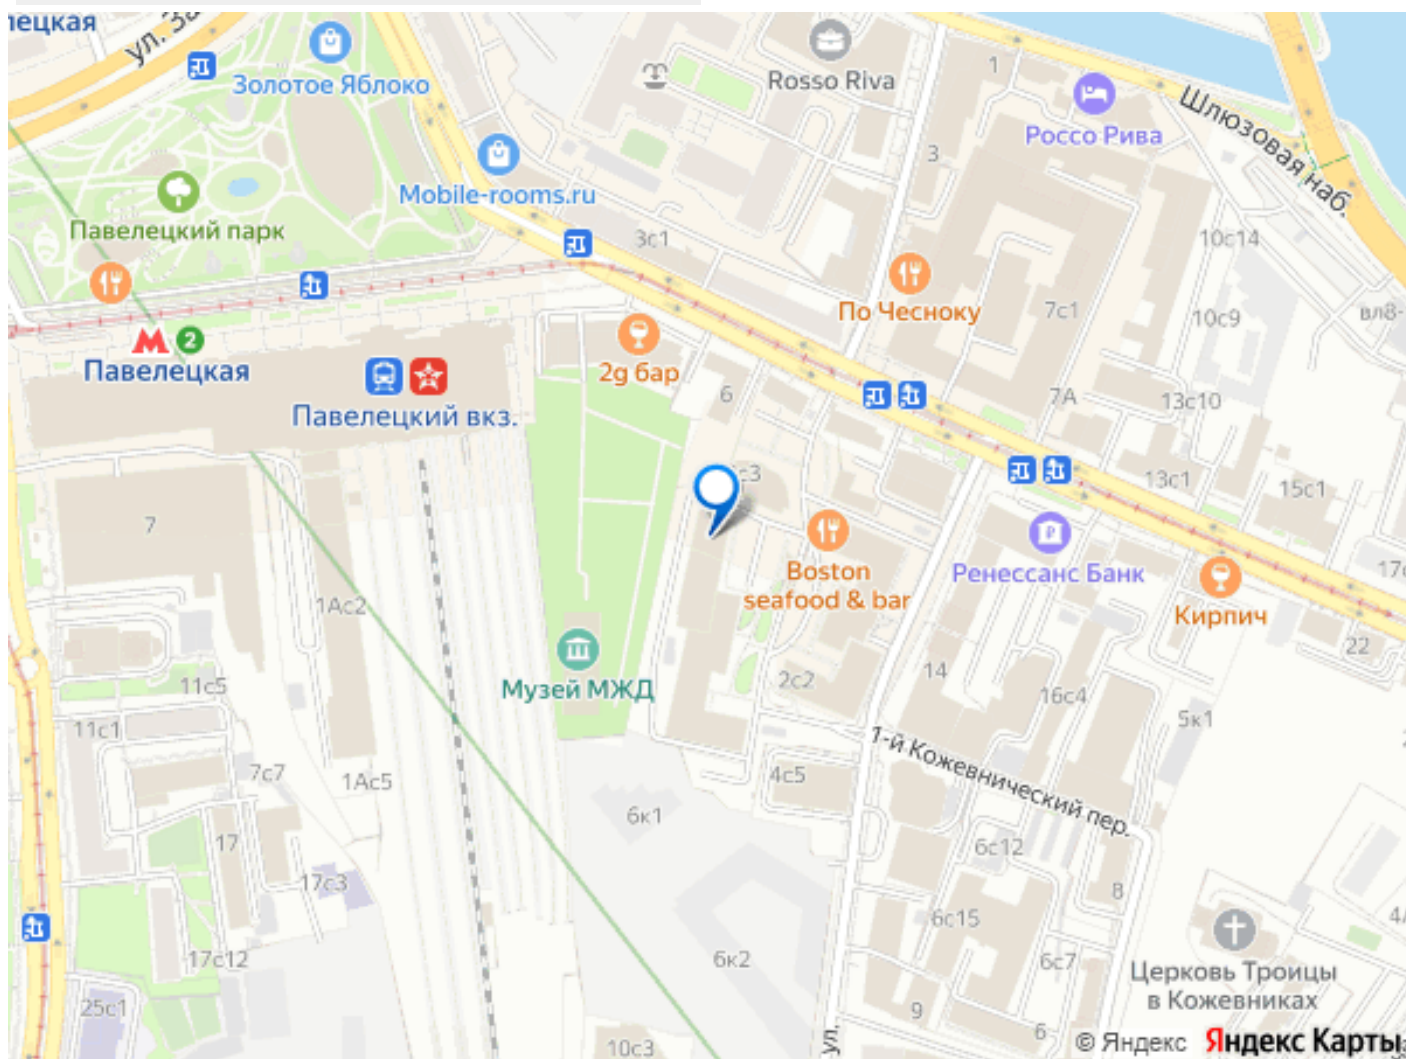 лецкая
ул. За
Золотое Яблоко
Rosso Riva
1
Россо Рива
Шлюзовая наб.
3
Mobile-rooms.ru
Павелецкий парк
3с1
10с14
По Чесноку
7с1
10с9
вл8-
2
Павелецкая
2g бар
Павелецкий вкз.
6
7А
13с10
с3
13с1
15с1
7
Boston
seafood & bar
Ренессанс Банк
17с
Кирпич
1Ас2
22
Музей МЖД
11с5
2с2
14
16с4
5к1
11с1
1-й Кожевнический пер.
7с7
1Ас5
4с5
6к1
17
6с12
17с3
8
6с15
4А
17с12
6к2
6с7
Церковь Троицы
в Кожевниках
25с1
9
6
10с3
ул.
© Яндекс Яндекс Карты